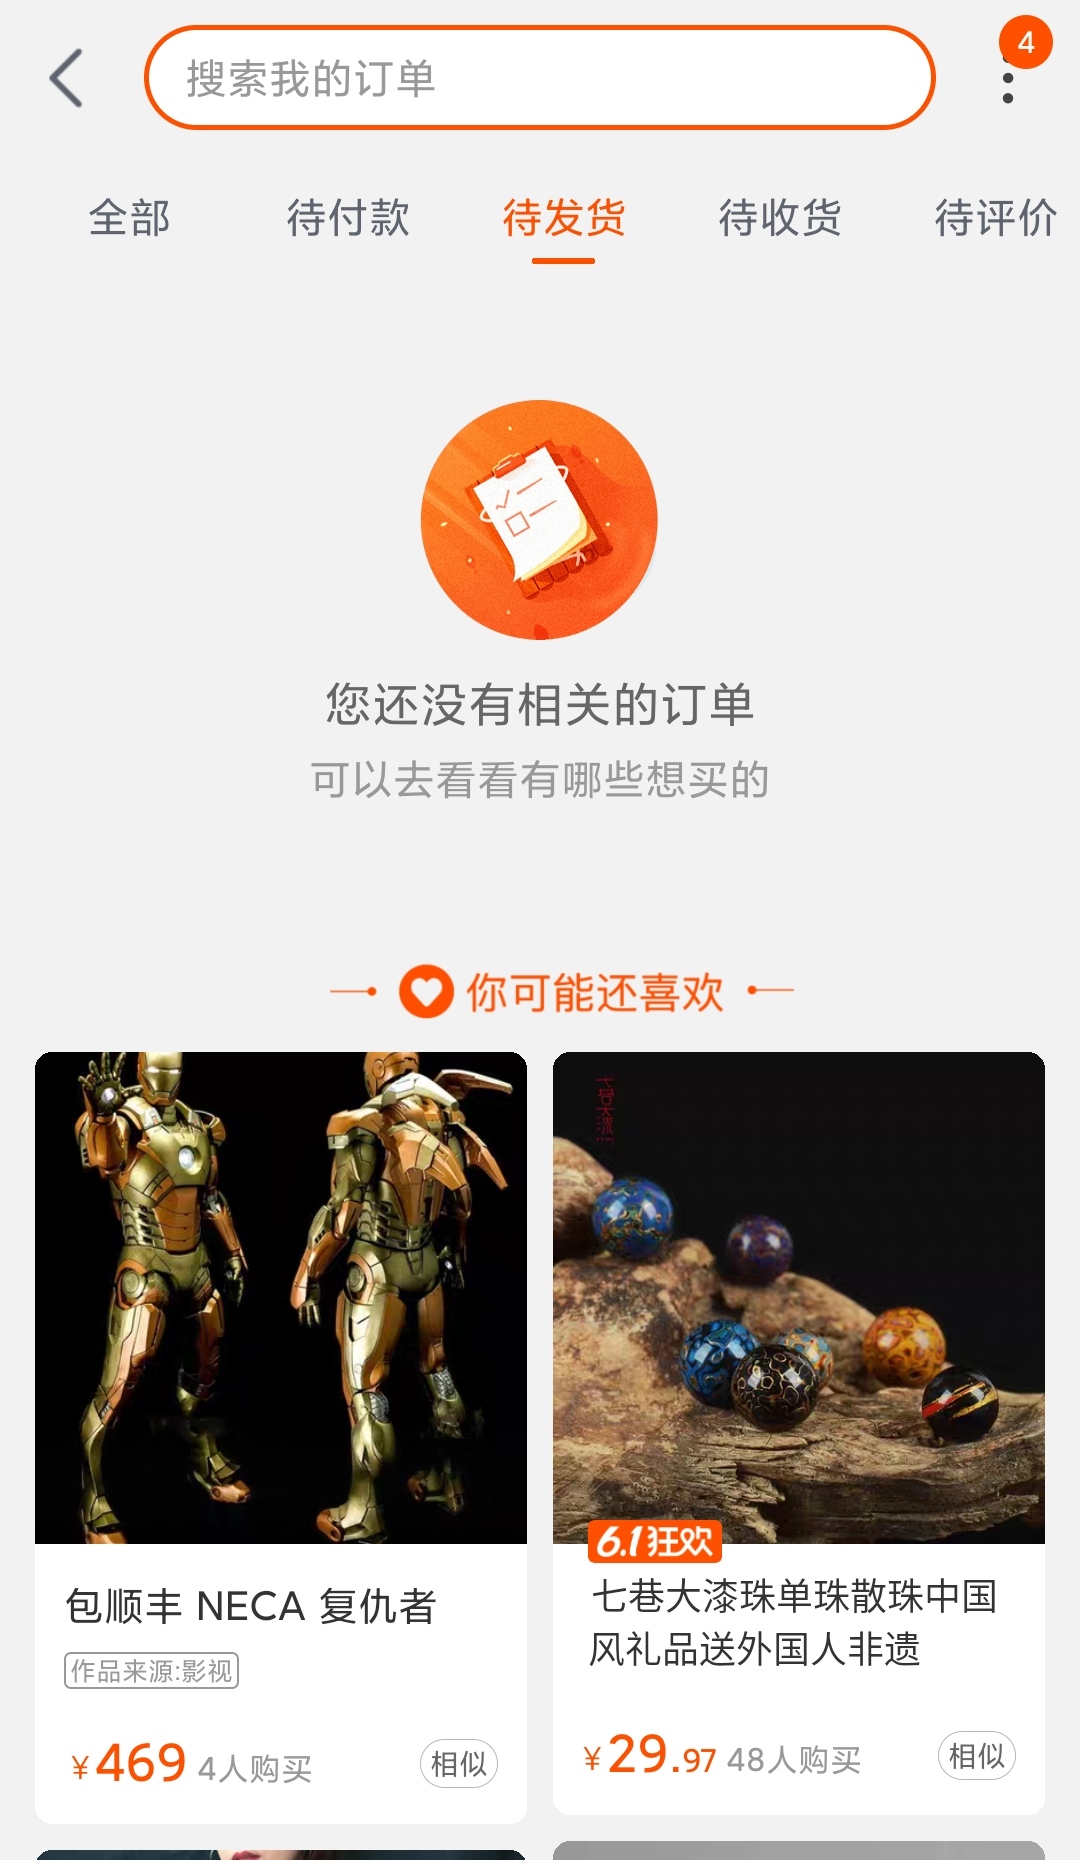 搜索我的订单
4
全部
待付款
待发货
待收货
待评价
您还没有相关的订单
可以去看看有哪些想买的
你可能还喜欢
七巷大漆
6.1狂欢
包顺丰 NECA 复仇者
作品来源:影视
¥469 4人购买
相似
七巷大漆珠单珠散珠中国
风礼品送外国人非遗
¥29.97 48人购买
相似